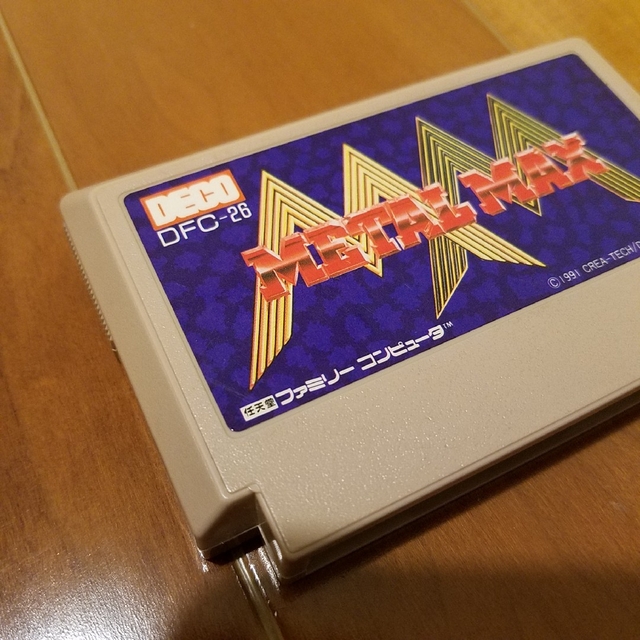 DECO
DFC-26
METAL MAX
©1991 CREA-TECH/D
任天堂 ファミリー コンピュータ™